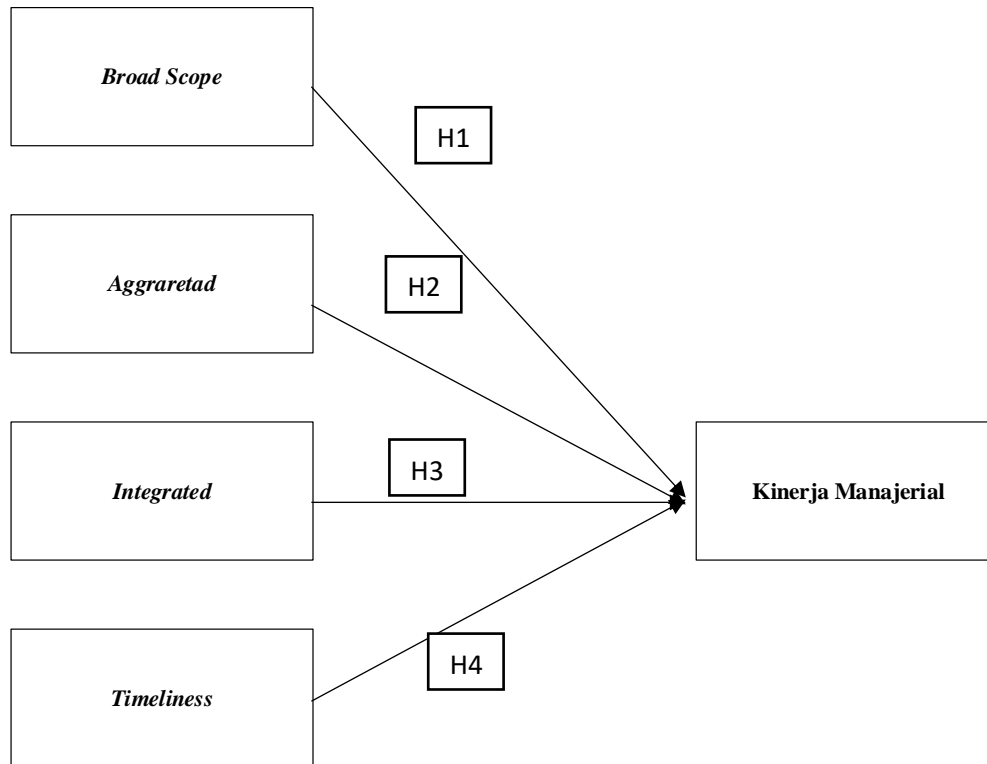 Broad Scope
H1
Aggraretad
H2
Integrated
H3
Kinerja Manajerial
Timeliness
H4